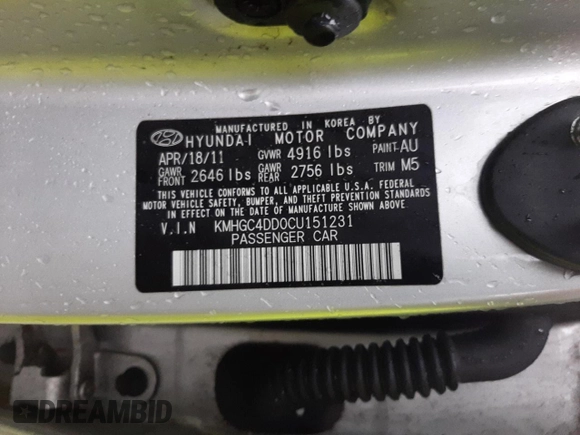 MANUFACTURED IN KOREA BY
HYUNDAI MOTOR COMPANY
APR/18/11 GVWR 4916 lbs PAINT-AU
GAWR FRONT 2646 lbs GAWR REAR 2756 lbs TRIM M5
THIS VEHICLE CONFORMS TO ALL APPLICABLE U.S.A. FEDERAL
MOTOR VEHICLE SAFETY, BUMPER, AND THEFT PREVENTION STANDARDS
IN EFFECT ON THE DATE OF MANUFACTURE SHOWN ABOVE.
V.I.N KMHGC4DD0CU151231
PASSENGER CAR
DREAMBID